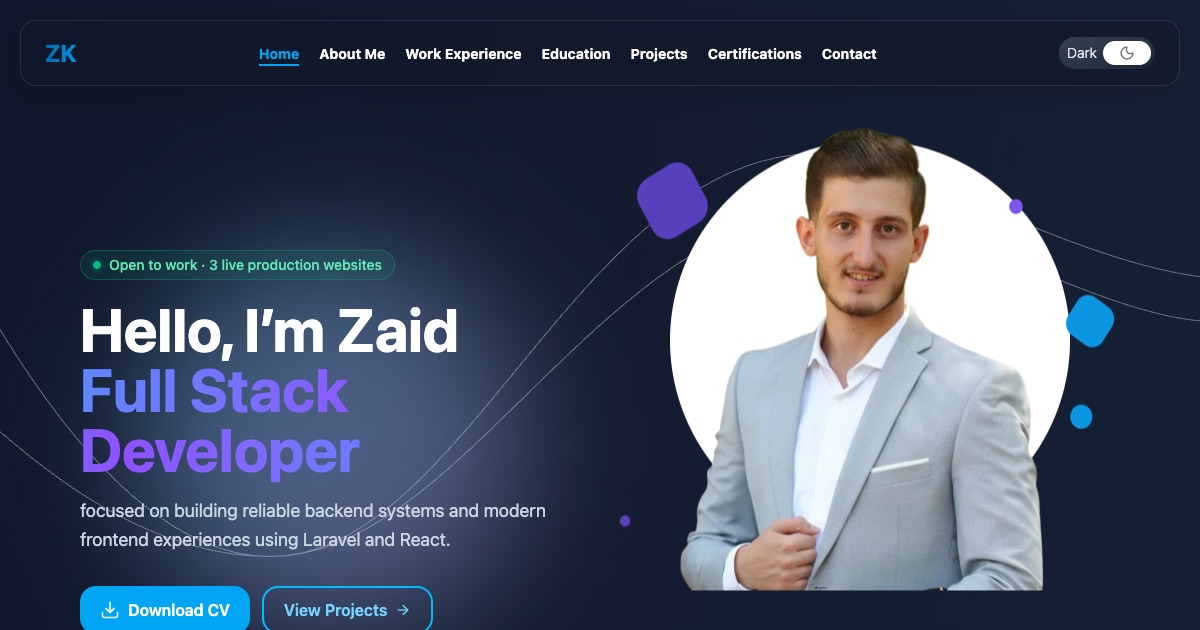 ZK
Home About Me Work Experience Education Projects Certifications Contact
Dark
Open to work · 3 live production websites
Hello, I’m Zaid
Full Stack
Developer
focused on building reliable backend systems and modern
frontend experiences using Laravel and React.
Download CV View Projects →